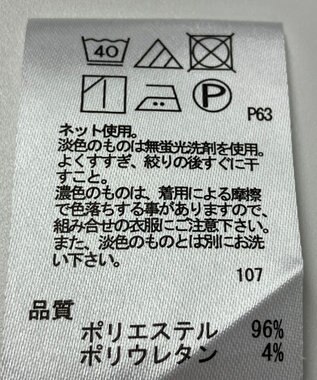 40
P
P63
ネット使用。
淡色のものは無蛍光洗剤を使用。
よくすすぎ、絞りの後すぐに干
すこと。
濃色のものは、着用による摩擦
で色落ちする事がありますので、
組み合せの衣服にご注意下さい。
また、淡色のものとは別にお洗
い下さい。
107
品質
ポリエステル 96%
ポリウレタン 4%